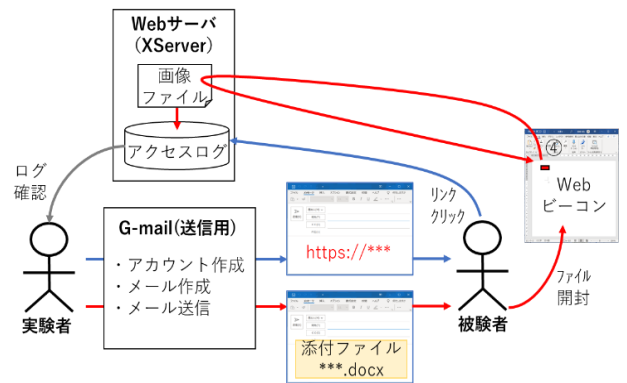 Webサーバ
（XServer）
画像
ファイル
アクセスログ
ログ
確認
④
Web
ビーコン
リンク
クリック
G-mail(送信用)
・アカウント作成
・メール作成
・メール送信
https://***
実験者
被験者
ファイル
開封
添付ファイル
***.docx